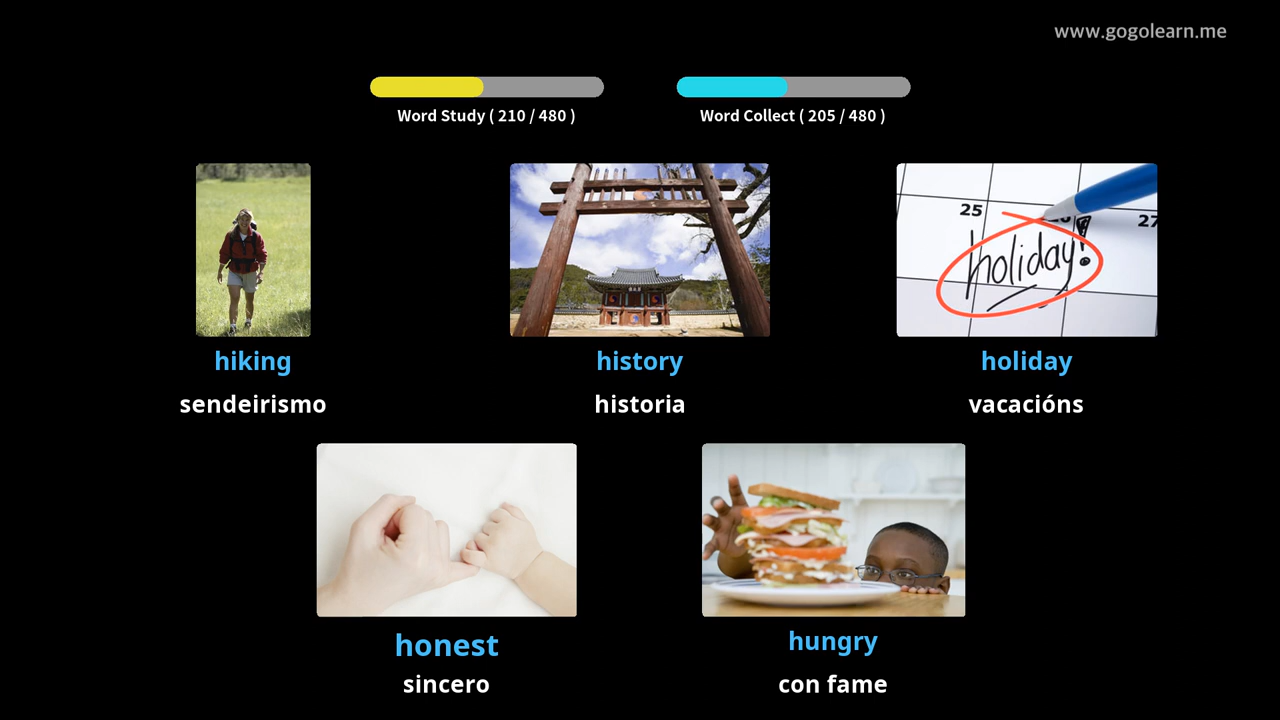 www.gogolearn.me
Word Study ( 210 / 480 )
Word Collect ( 205 / 480 )
25
27
holiday!
hiking
history
holiday
sendeirismo
historia
vacacións
honest
hungry
sincero
con fame